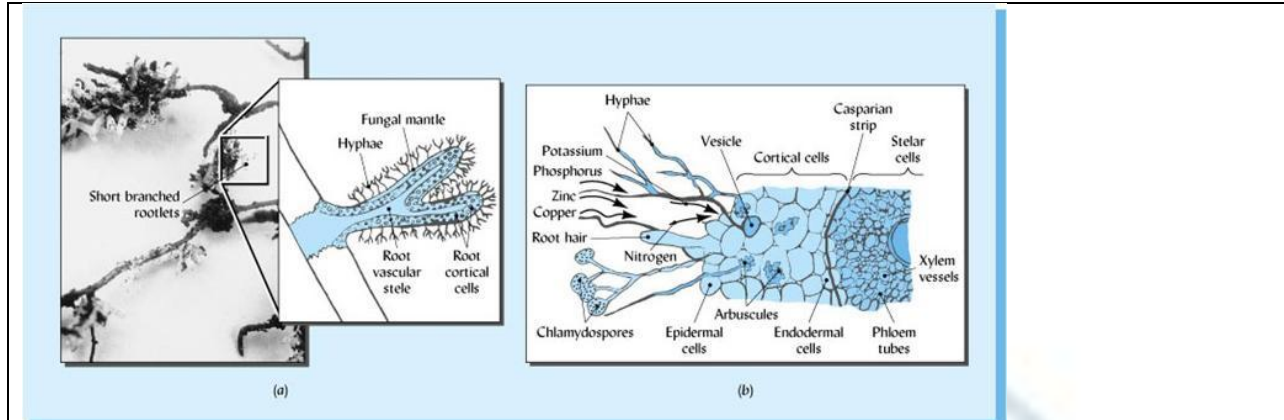 Fungal mantle
Hyphae
Short branched
rootlets
Root
vascular
stele
Root
cortical
cells
(a)
Hyphae
Potassium
Phosphorus
Zinc
Copper
Root hair
Nitrogen
Chlamydospores
Vesicle
Cortical cells
Casparian
strip
Stelar
cells
Xylem
vessels
Epidermal
cells
Arbuscules
Endodermal
cells
Phloem
tubes
(b)